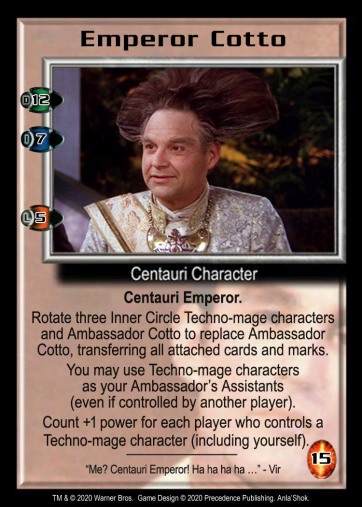 Emperor Cotto
D12
I 7
L5
Centauri Character
Centauri Emperor.
Rotate three Inner Circle Techno-mage characters
and Ambassador Cotto to replace Ambassador
Cotto, transferring all attached cards and marks.
You may use Techno-mage characters
as your Ambassador's Assistants
(even if controlled by another player).
Count +1 power for each player who controls a
Techno-mage character (including yourself).
15
"Me? Centauri Emperor! Ha ha ha ha …" - Vir
TM & © 2020 Warner Bros. Game Design © 2020 Precedence Publishing. Anla'Shok.